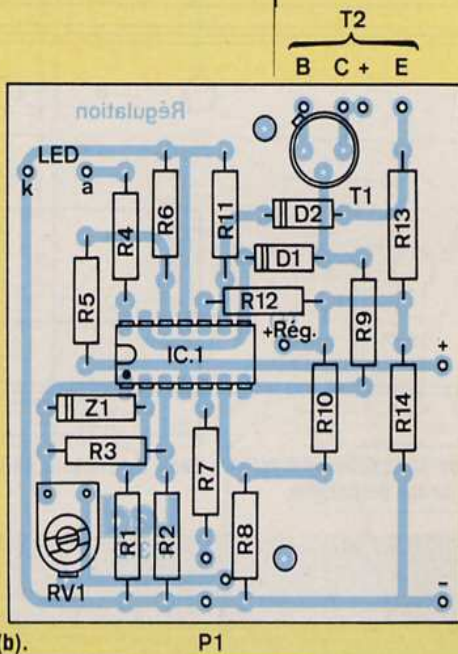 T2
B C + E
Régulation
LED
k a
R4
R6
R11
D2
T1
R13
D1
R5
R12
R9
+Rég.
IC.1
+
Z1
R10
R14
R3
R7
R1
R2
R8
RV1
-
(b).
P1